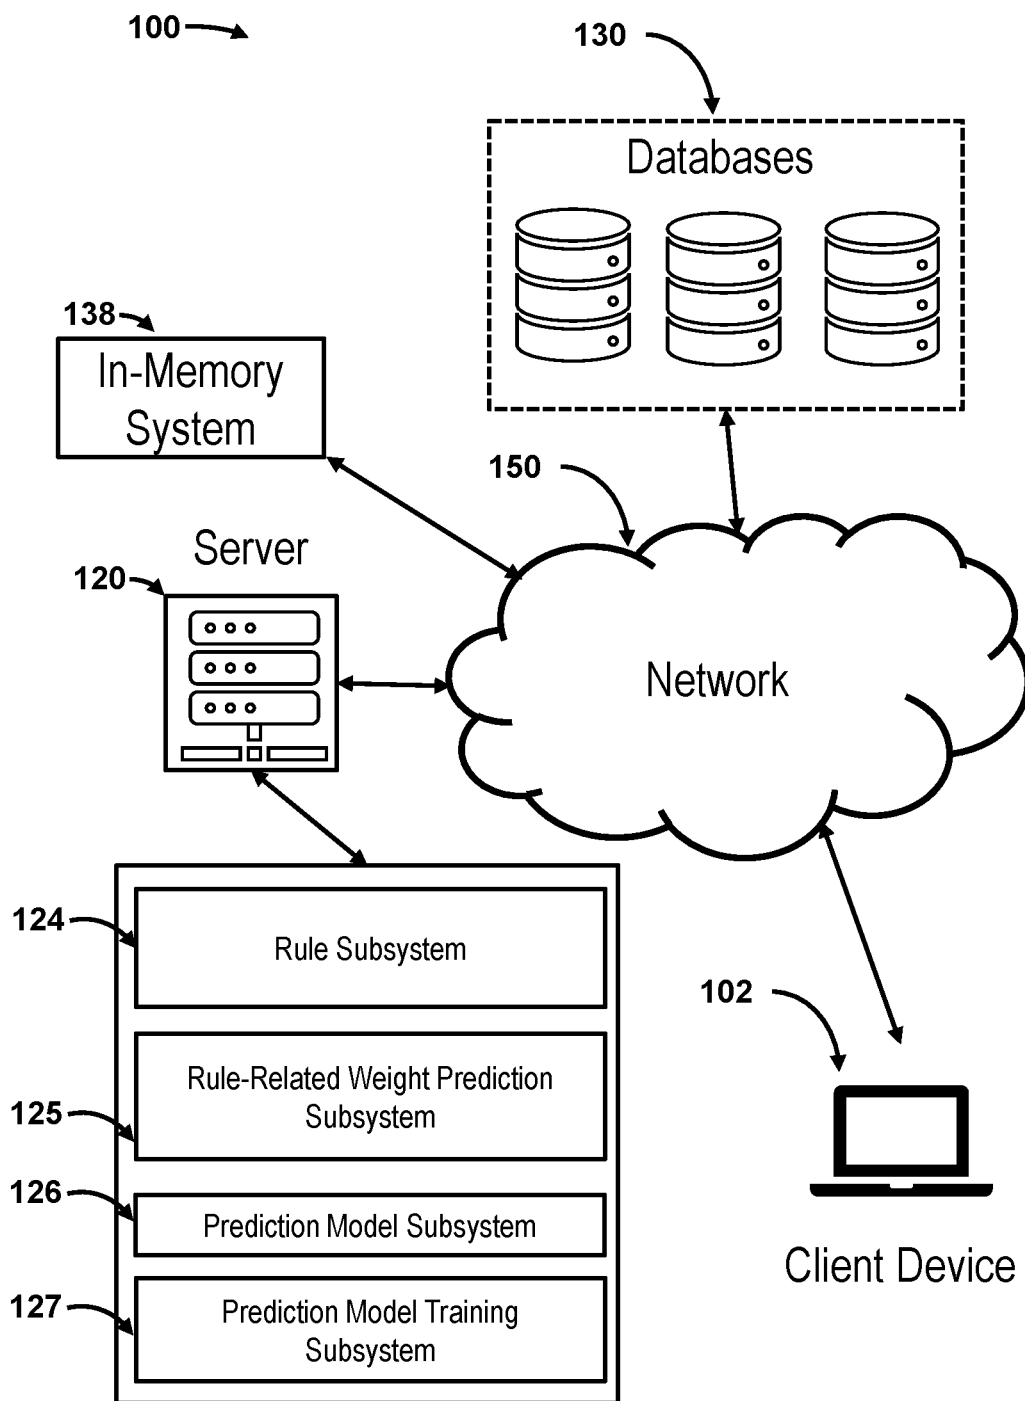 100
130
Databases
138
In-Memory
System
150
Server
120
Network
124
Rule Subsystem
102
Rule-Related Weight Prediction
Subsystem
125
126
Prediction Model Subsystem
Client Device
127
Prediction Model Training
Subsystem